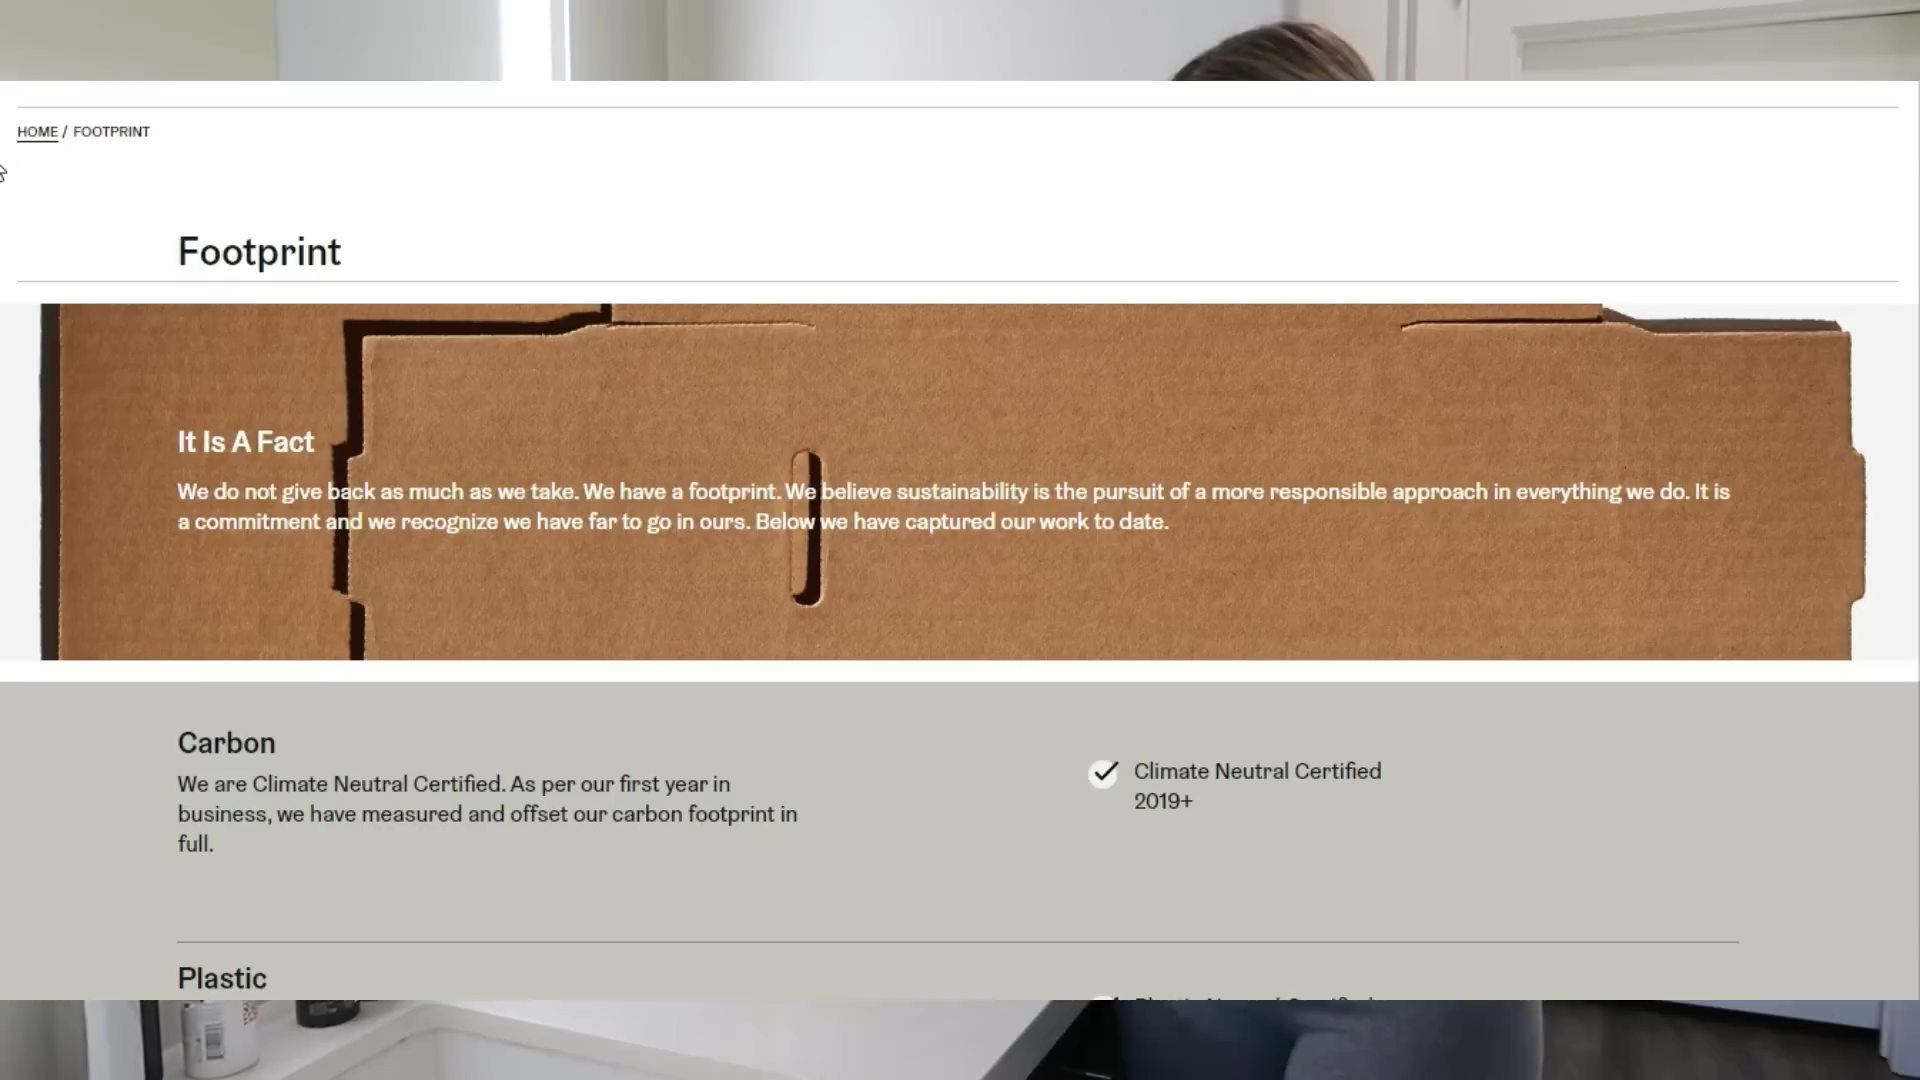 HOME / FOOTPRINT
Footprint
It Is A Fact
We do not give back as much as we take. We have a footprint. We believe sustainability is the pursuit of a more responsible approach in everything we do. It is
a commitment and we recognize we have far to go in ours. Below we have captured our work to date.
Carbon
We are Climate Neutral Certified. As per our first year in
business, we have measured and offset our carbon footprint in
full.
Climate Neutral Certified
2019+
Plastic